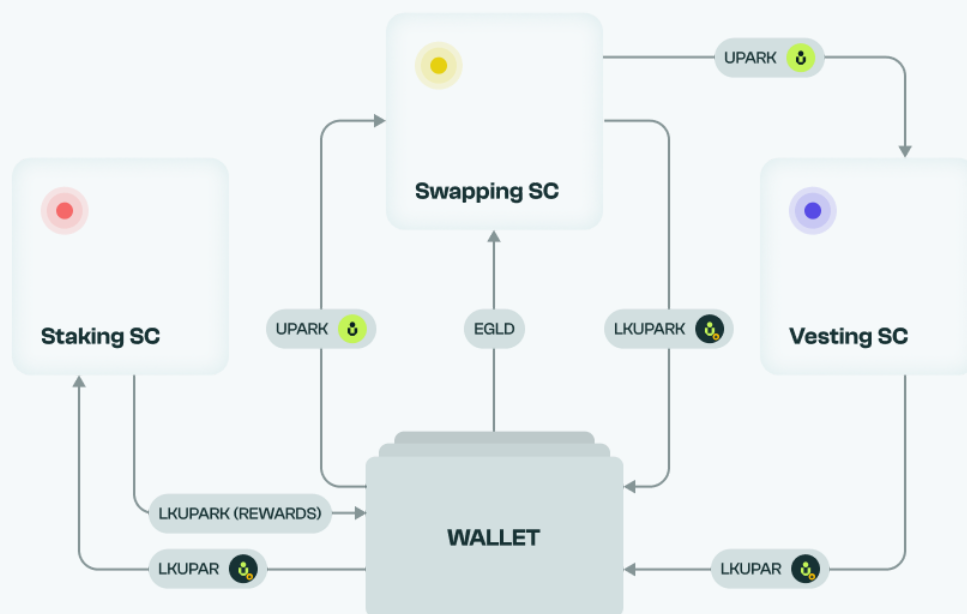 UPARK
Swapping SC
Staking SC
UPARK
EGLD
LKUPARK
Vesting SC
LKUPARK (REWARDS)
WALLET
LKUPAR
LKUPAR